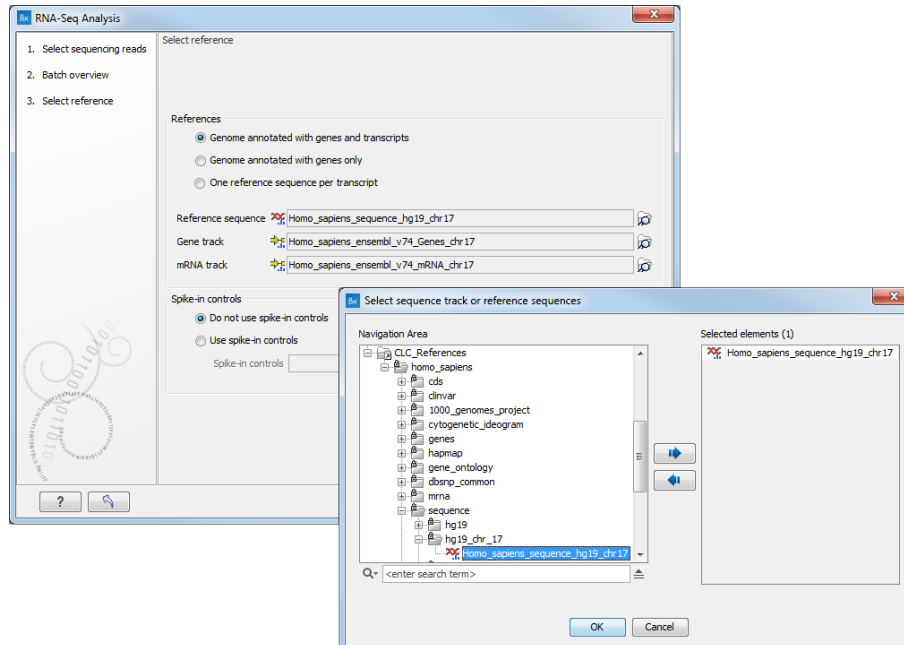 Bx RNA-Seq Analysis
1. Select sequencing reads
2. Batch overview
3. Select reference
Select reference
References
Genome annotated with genes and transcripts
Genome annotated with genes only
One reference sequence per transcript
Reference sequence Homo_sapiens_sequence_hg19_chr17
Gene track Homo_sapiens_ensembl_v74_Genes_chr17
mRNA track Homo_sapiens_ensembl_v74_mRNA_chr17
Spike-in controls
Do not use spike-in controls
Use spike-in controls
Spike-in controls
?
Bx Select sequence track or reference sequences
Navigation Area
CLC_References
homo_sapiens
cds
clinvar
1000_genomes_project
cytogenetic_ideogram
genes
hapmap
gene_ontology
dbsnp_common
mrna
sequence
hg19
hg19_chr_17
Homo_sapiens_sequence_hg19_chr17
<enter search term>
Selected elements (1)
Homo_sapiens_sequence_hg19_chr17
OK Cancel